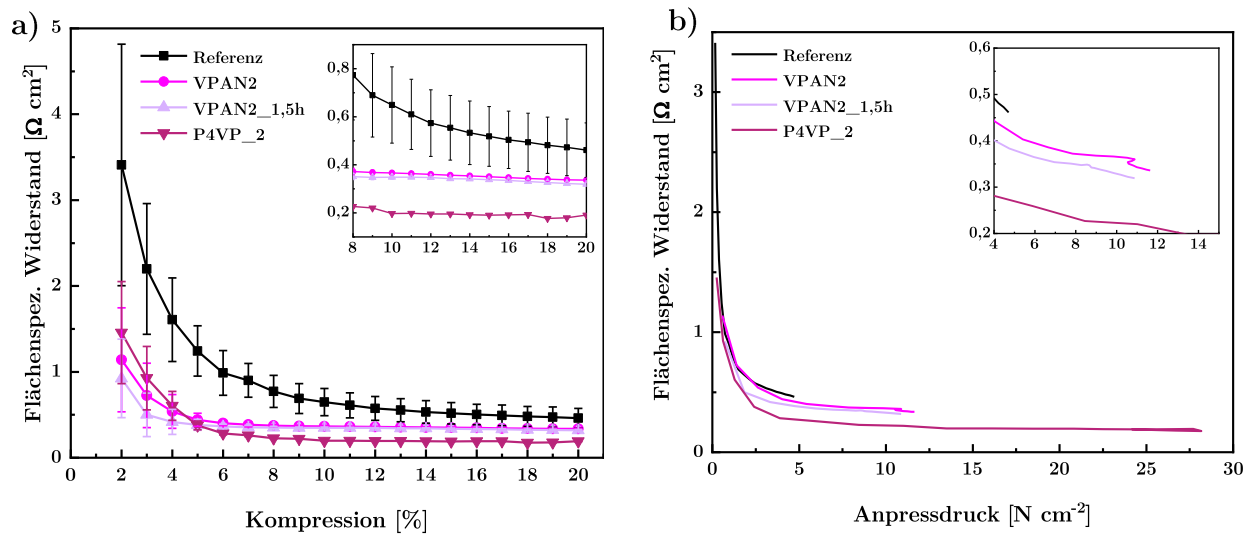 a)
Flächenspez. Widerstand [Ω cm²]
5
4
3
2
1
0
0 2 4 6 8 10 12 14 16 18 20
Kompression [%]
Referenz
VPAN2
VPAN2_1,5h
P4VP_2
0,8
0,6
0,4
0,2
8 10 12 14 16 18 20
b)
Flächenspez. Widerstand [Ω cm²]
3
2
1
0
0 5 10 15 20 25 30
Anpressdruck [N cm⁻²]
Referenz
VPAN2
VPAN2_1,5h
P4VP_2
0,6
0,5
0,4
0,3
0,2
4 6 8 10 12 14